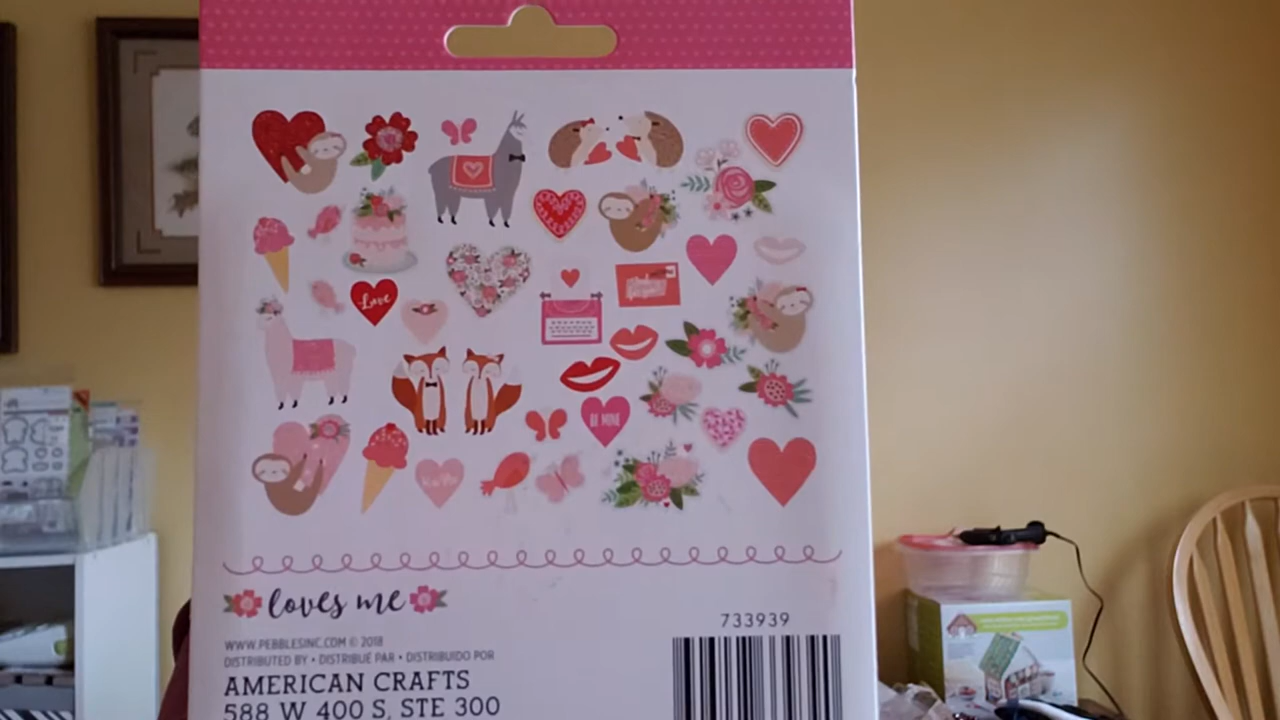 Love
BE MINE
loves me
733939
WWW.PEBBLESINC.COM © 2018
DISTRIBUTED BY • DISTRIBUÉ PAR • DISTRIBUIDO POR
AMERICAN CRAFTS
588 W 400 S, STE 300